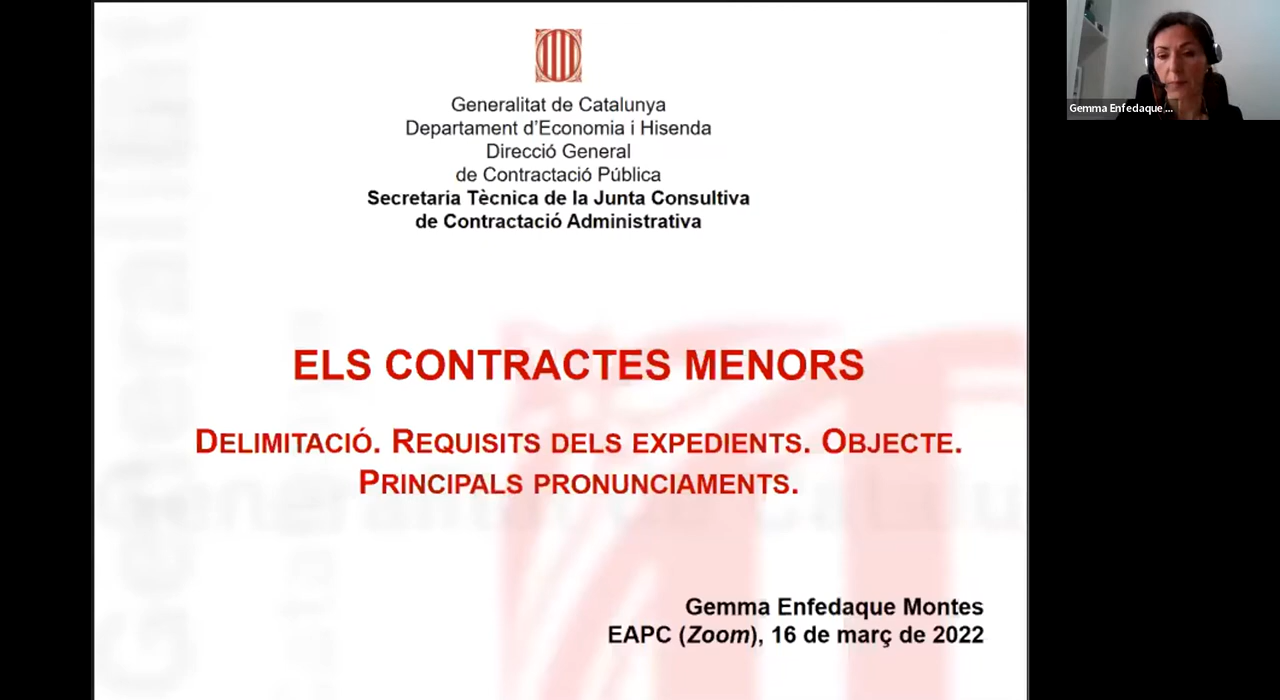 Generalitat de Catalunya
Departament d'Economia i Hisenda
Direcció General
de Contractació Pública
Secretaria Tècnica de la Junta Consultiva
de Contractació Administrativa
ELS CONTRACTES MENORS
DELIMITACIÓ. REQUISITS DELS EXPEDIENTS. OBJECTE.
PRINCIPALS PRONUNCIAMENTS.
Gemma Enfedaque Montes
EAPC (Zoom), 16 de març de 2022
Gemma Enfedaque ...